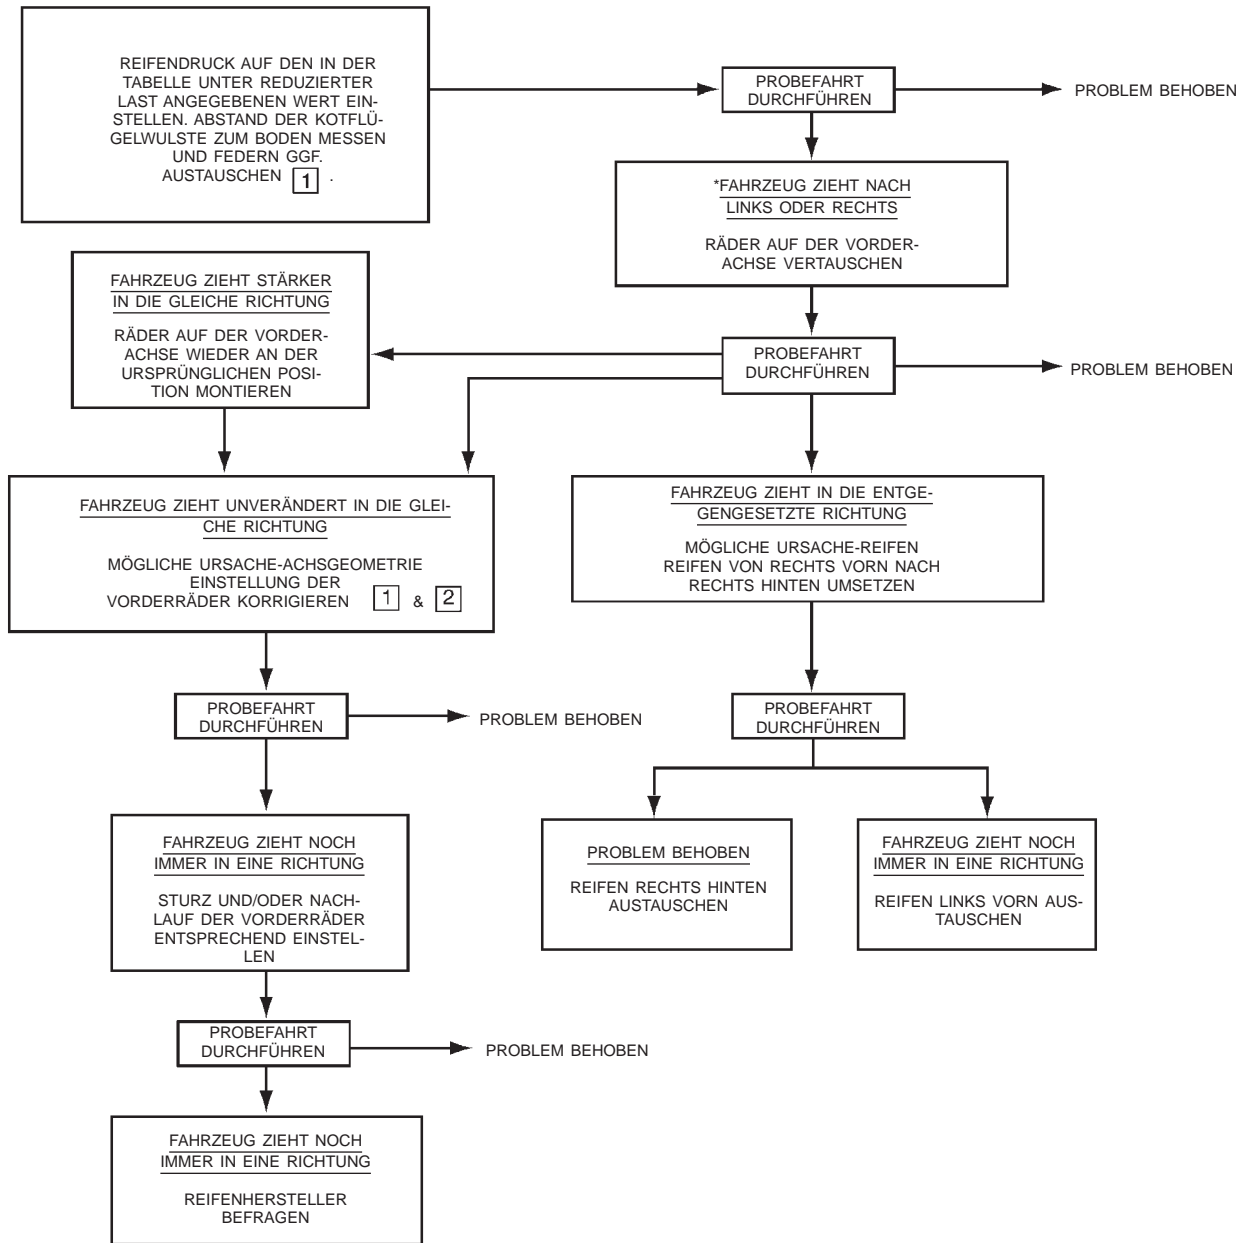 REIFENDRUCK AUF DEN IN DER
TABELLE UNTER REDUZIERTER
LAST ANGEGEBENEN WERT EIN-
STELLEN. ABSTAND DER KOTFLÜ-
GELWULSTE ZUM BODEN MESSEN
UND FEDERN GGF.
AUSTAUSCHEN 1 .
PROBEFAHRT
DURCHFÜHREN
PROBLEM BEHOBEN
*FAHRZEUG ZIEHT NACH
LINKS ODER RECHTS
RÄDER AUF DER VORDER-
ACHSE VERTAUSCHEN
FAHRZEUG ZIEHT STÄRKER
IN DIE GLEICHE RICHTUNG
RÄDER AUF DER VORDER-
ACHSE WIEDER AN DER
URSPRÜNGLICHEN POSI-
TION MONTIEREN
PROBEFAHRT
DURCHFÜHREN
PROBLEM BEHOBEN
FAHRZEUG ZIEHT UNVERÄNDERT IN DIE GLEI-
CHE RICHTUNG
MÖGLICHE URSACHE-ACHSGEOMETRIE
EINSTELLUNG DER
VORDERRÄDER KORRIGIEREN 1 & 2
FAHRZEUG ZIEHT IN DIE ENTGE-
GENGESETZTE RICHTUNG
MÖGLICHE URSACHE-REIFEN
REIFEN VON RECHTS VORN NACH
RECHTS HINTEN UMSETZEN
PROBEFAHRT
DURCHFÜHREN
PROBLEM BEHOBEN
PROBEFAHRT
DURCHFÜHREN
FAHRZEUG ZIEHT NOCH
IMMER IN EINE RICHTUNG
STURZ UND/ODER NACH-
LAUF DER VORDERRÄDER
ENTSPRECHEND EINSTEL-
LEN
PROBLEM BEHOBEN
REIFEN RECHTS HINTEN
AUSTAUSCHEN
FAHRZEUG ZIEHT NOCH
IMMER IN EINE RICHTUNG
REIFEN LINKS VORN AUS-
TAUSCHEN
PROBEFAHRT
DURCHFÜHREN
PROBLEM BEHOBEN
FAHRZEUG ZIEHT NOCH
IMMER IN EINE RICHTUNG
REIFENHERSTELLER
BEFRAGEN